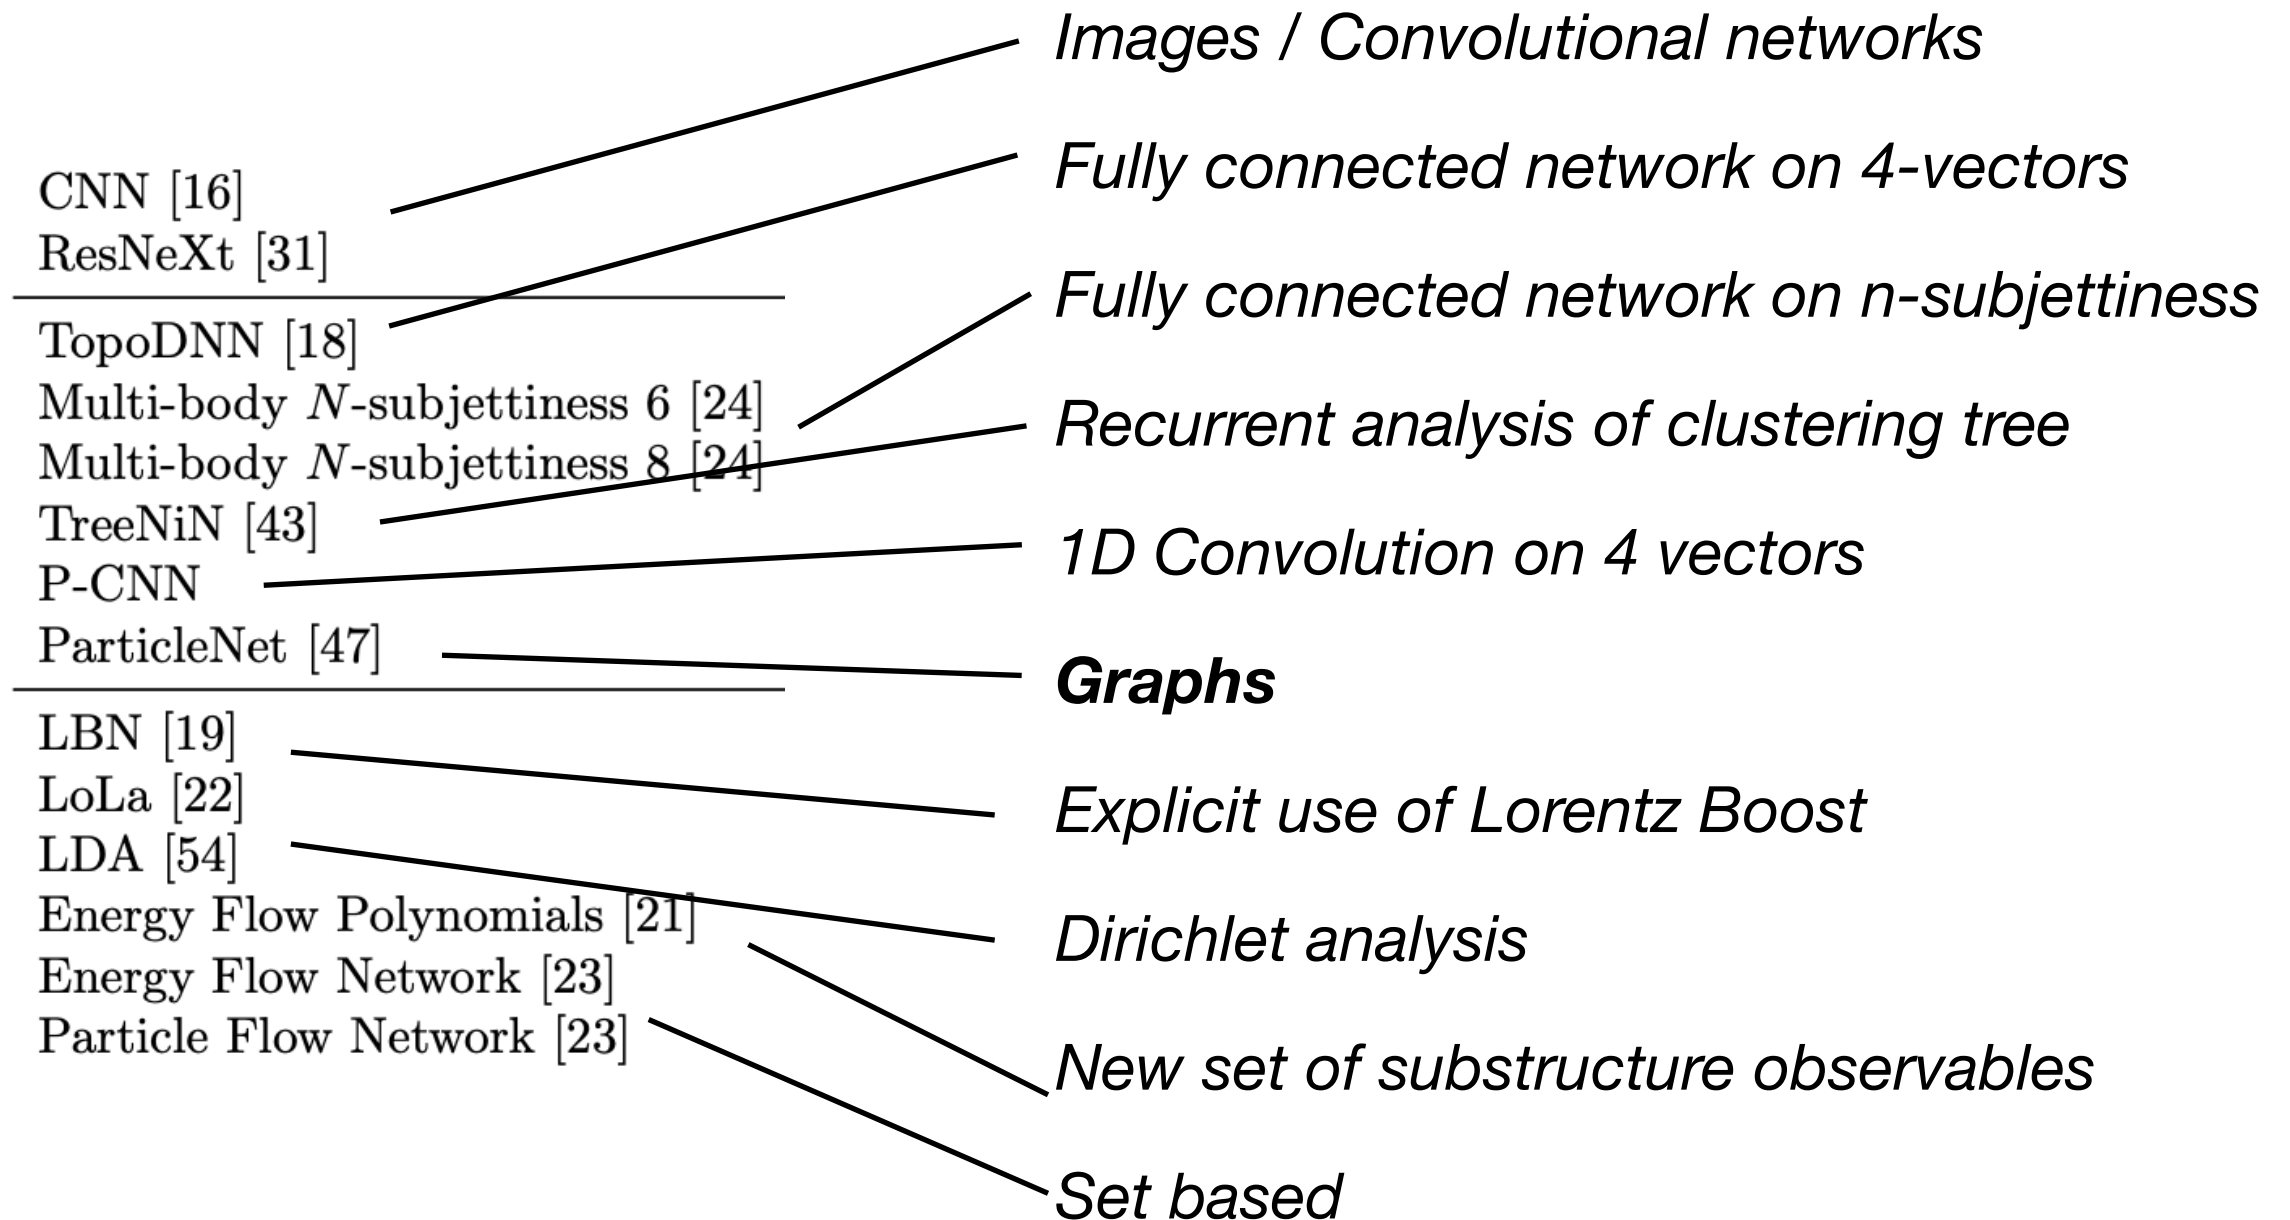 CNN [16]
ResNeXt [31]
TopoDNN [18]
Multi-body N-subjettiness 6 [24]
Multi-body N-subjettiness 8 [24]
TreeNiN [43]
P-CNN
ParticleNet [47]
LBN [19]
LoLa [22]
LDA [54]
Energy Flow Polynomials [21]
Energy Flow Network [23]
Particle Flow Network [23]
Images / Convolutional networks
Fully connected network on 4-vectors
Fully connected network on n-subjettiness
Recurrent analysis of clustering tree
1D Convolution on 4 vectors
Graphs
Explicit use of Lorentz Boost
Dirichlet analysis
New set of substructure observables
Set based